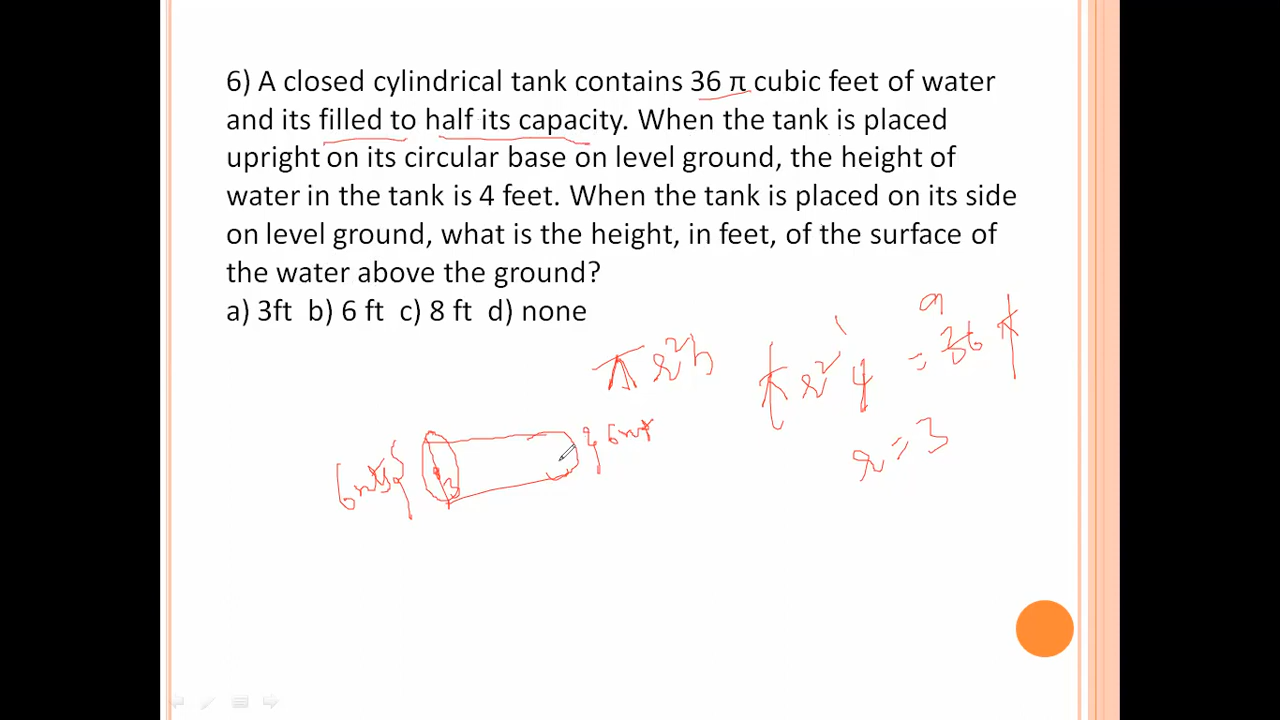 6) A closed cylindrical tank contains 36 π cubic feet of water
and its filled to half its capacity. When the tank is placed
upright on its circular base on level ground, the height of
water in the tank is 4 feet. When the tank is placed on its side
on level ground, what is the height, in feet, of the surface of
the water above the ground?
a) 3ft b) 6 ft c) 8 ft d) none
π r²h
π r² 4 = 36 π
9
r = 3
3